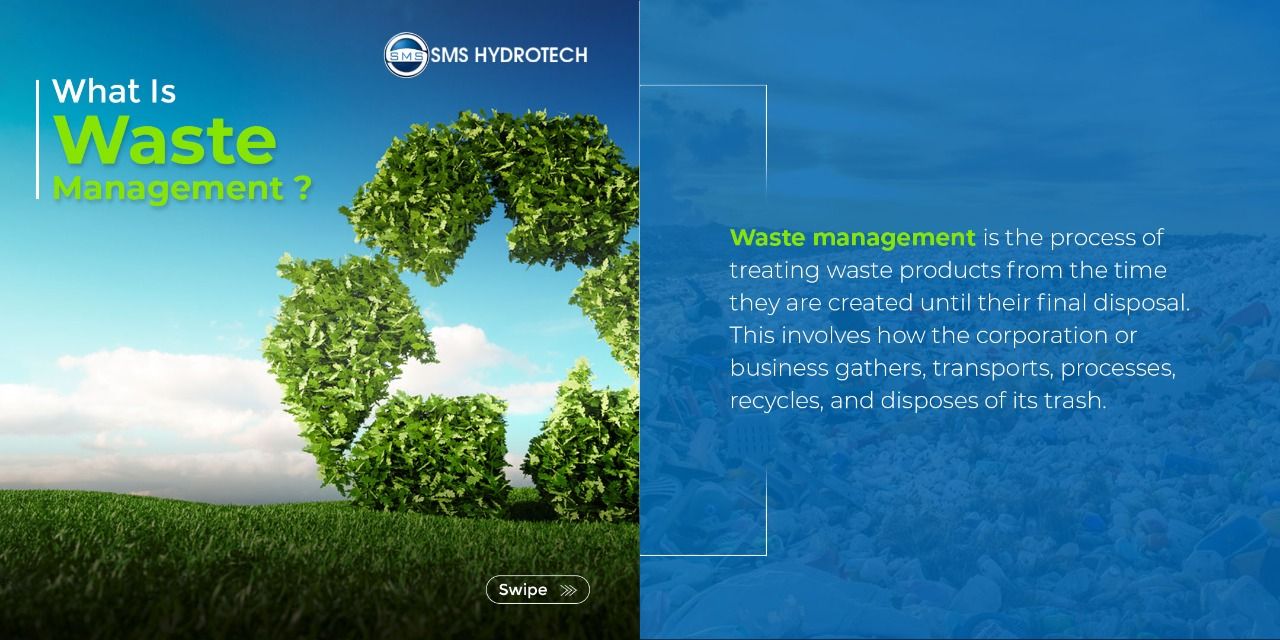 SMS SMS HYDROTECH
What Is
Waste
Management ?
Swipe
Waste management is the process of
treating waste products from the time
they are created until their final disposal.
This involves how the corporation or
business gathers, transports, processes,
recycles, and disposes of its trash.